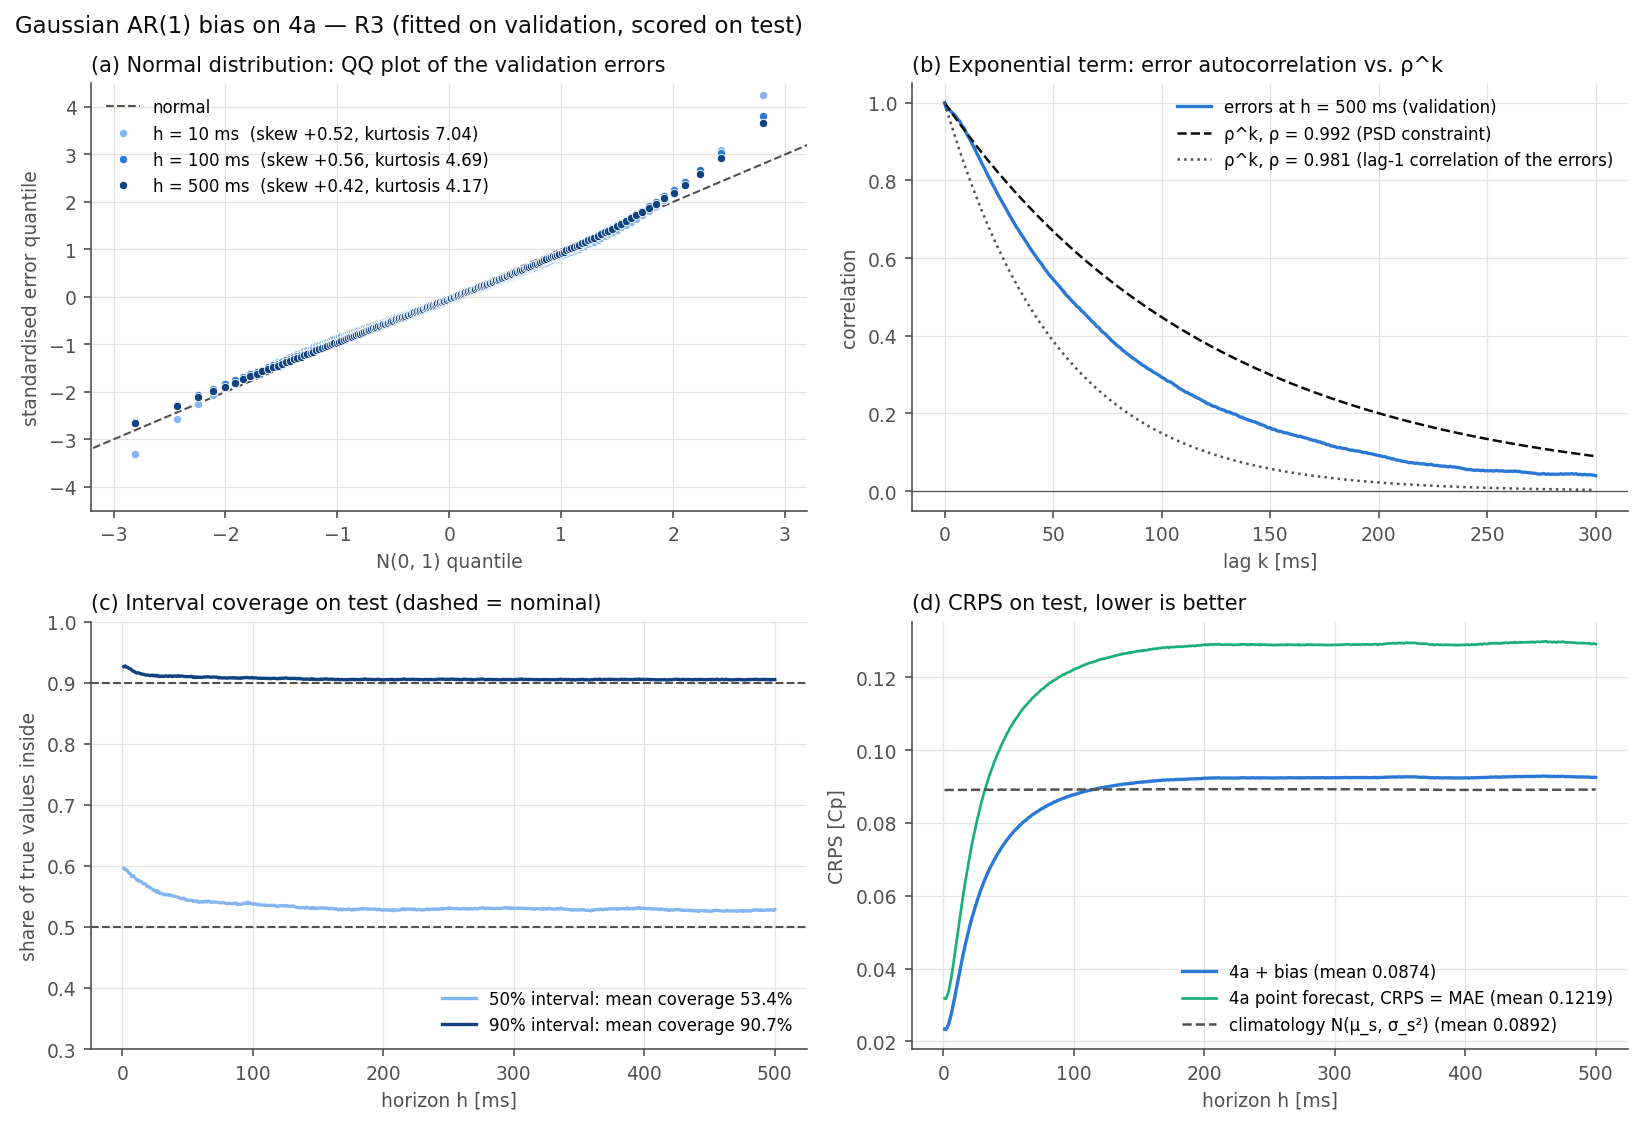 Gaussian AR(1) bias on 4a — R3 (fitted on validation, scored on test)
(a) Normal distribution: QQ plot of the validation errors
normal
h = 10 ms (skew +0.52, kurtosis 7.04)
h = 100 ms (skew +0.56, kurtosis 4.69)
h = 500 ms (skew +0.42, kurtosis 4.17)
4
3
2
1
0
−1
−2
−3
−4
standardised error quantile
−3
−2
−1
0
1
2
3
N(0, 1) quantile
(b) Exponential term: error autocorrelation vs. ρ^k
errors at h = 500 ms (validation)
ρ^k, ρ = 0.992 (PSD constraint)
ρ^k, ρ = 0.981 (lag-1 correlation of the errors)
1.0
0.8
0.6
0.4
0.2
0.0
correlation
0
50
100
150
200
250
300
lag k [ms]
(c) Interval coverage on test (dashed = nominal)
1.0
0.9
0.8
0.7
0.6
0.5
0.4
0.3
share of true values inside
50% interval: mean coverage 53.4%
90% interval: mean coverage 90.7%
0
100
200
300
400
500
horizon h [ms]
(d) CRPS on test, lower is better
0.12
0.10
0.08
0.06
0.04
0.02
CRPS [Cp]
4a + bias (mean 0.0874)
4a point forecast, CRPS = MAE (mean 0.1219)
climatology N(μ_s, σ_s²) (mean 0.0892)
0
100
200
300
400
500
horizon h [ms]